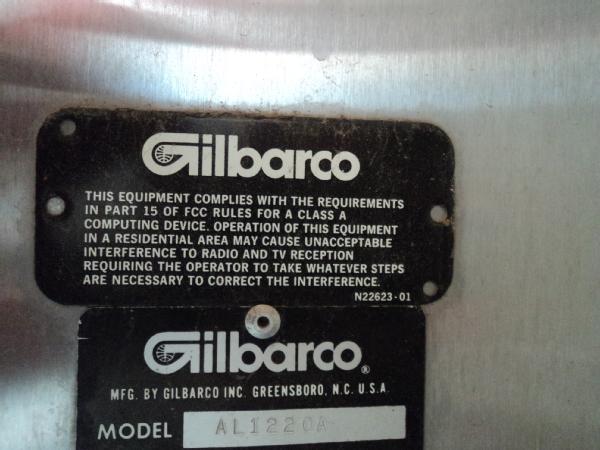 Gilbarco
THIS EQUIPMENT COMPLIES WITH THE REQUIREMENTS
IN PART 15 OF FCC RULES FOR A CLASS A
COMPUTING DEVICE. OPERATION OF THIS EQUIPMENT
IN A RESIDENTIAL AREA MAY CAUSE UNACCEPTABLE
INTERFERENCE TO RADIO AND TV RECEPTION
REQUIRING THE OPERATOR TO TAKE WHATEVER STEPS
ARE NECESSARY TO CORRECT THE INTERFERENCE.
N22623-01
Gilbarco®
MFG. BY GILBARCO INC. GREENSBORO, N.C. U.S.A.
MODEL AL1220A